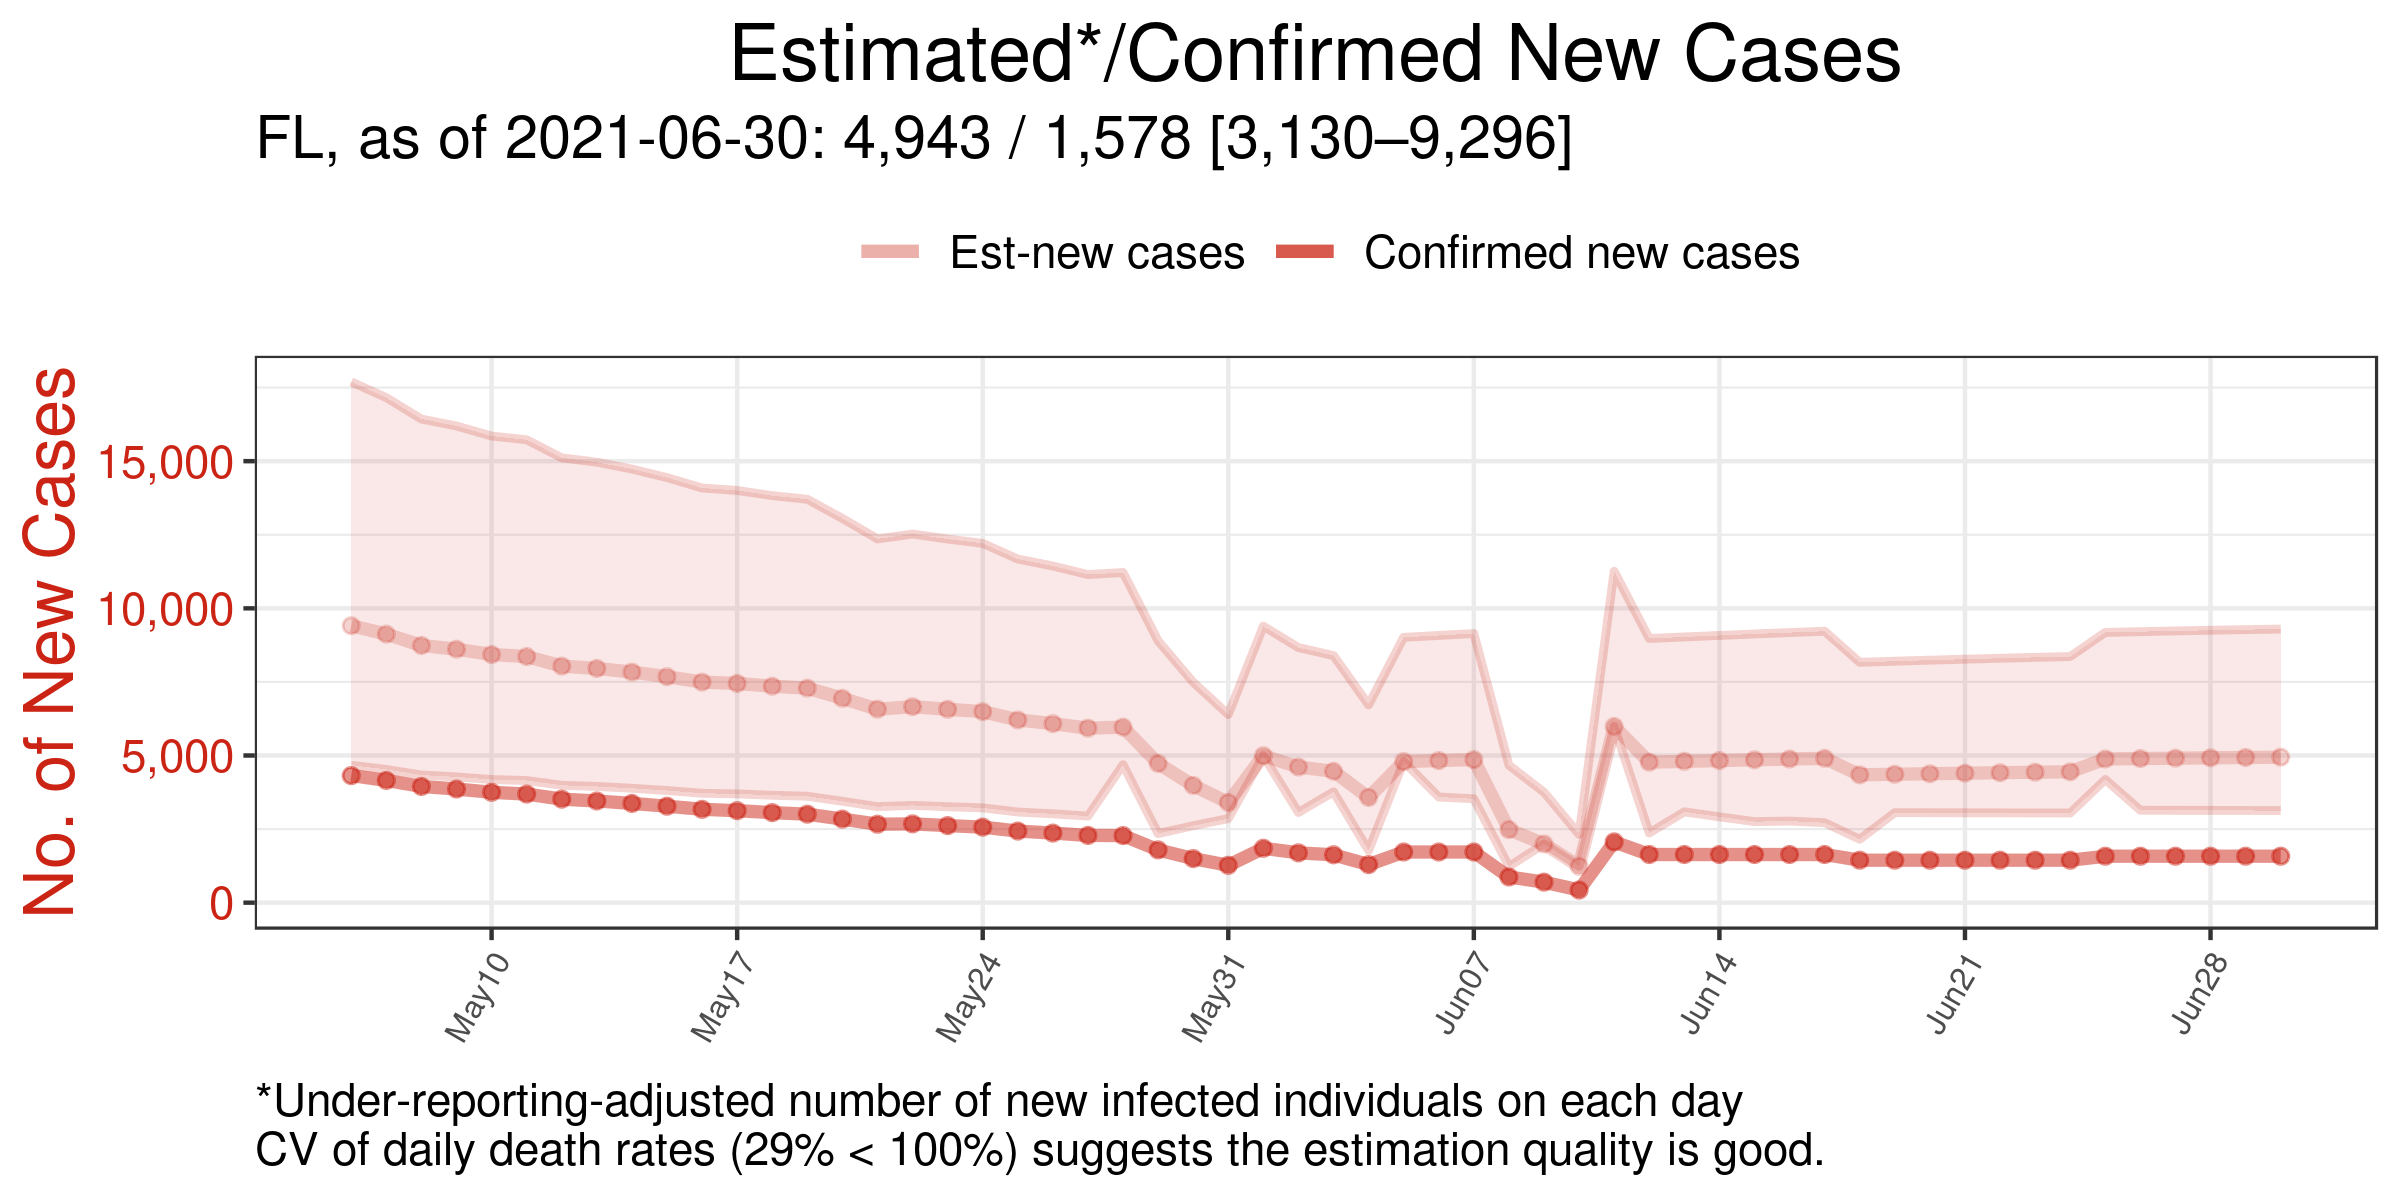 Estimated*/Confirmed New Cases
FL, as of 2021-06-30: 4,943 / 1,578 [3,130–9,296]
Est-new cases Confirmed new cases
No. of New Cases
15,000
10,000
5,000
0
May10 May17 May24 May31 Jun07 Jun14 Jun21 Jun28
*Under-reporting-adjusted number of new infected individuals on each day
CV of daily death rates (29% < 100%) suggests the estimation quality is good.